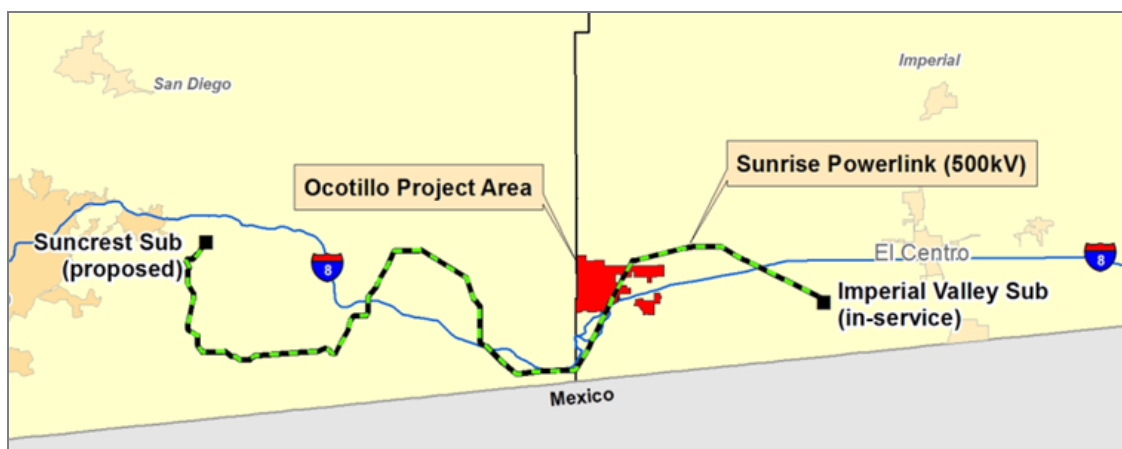 San Diego
Imperial
Sunrise Powerlink (500kV)
Ocotillo Project Area
Suncrest Sub
(proposed)
8
El Centro
8
Imperial Valley Sub
(in-service)
Mexico